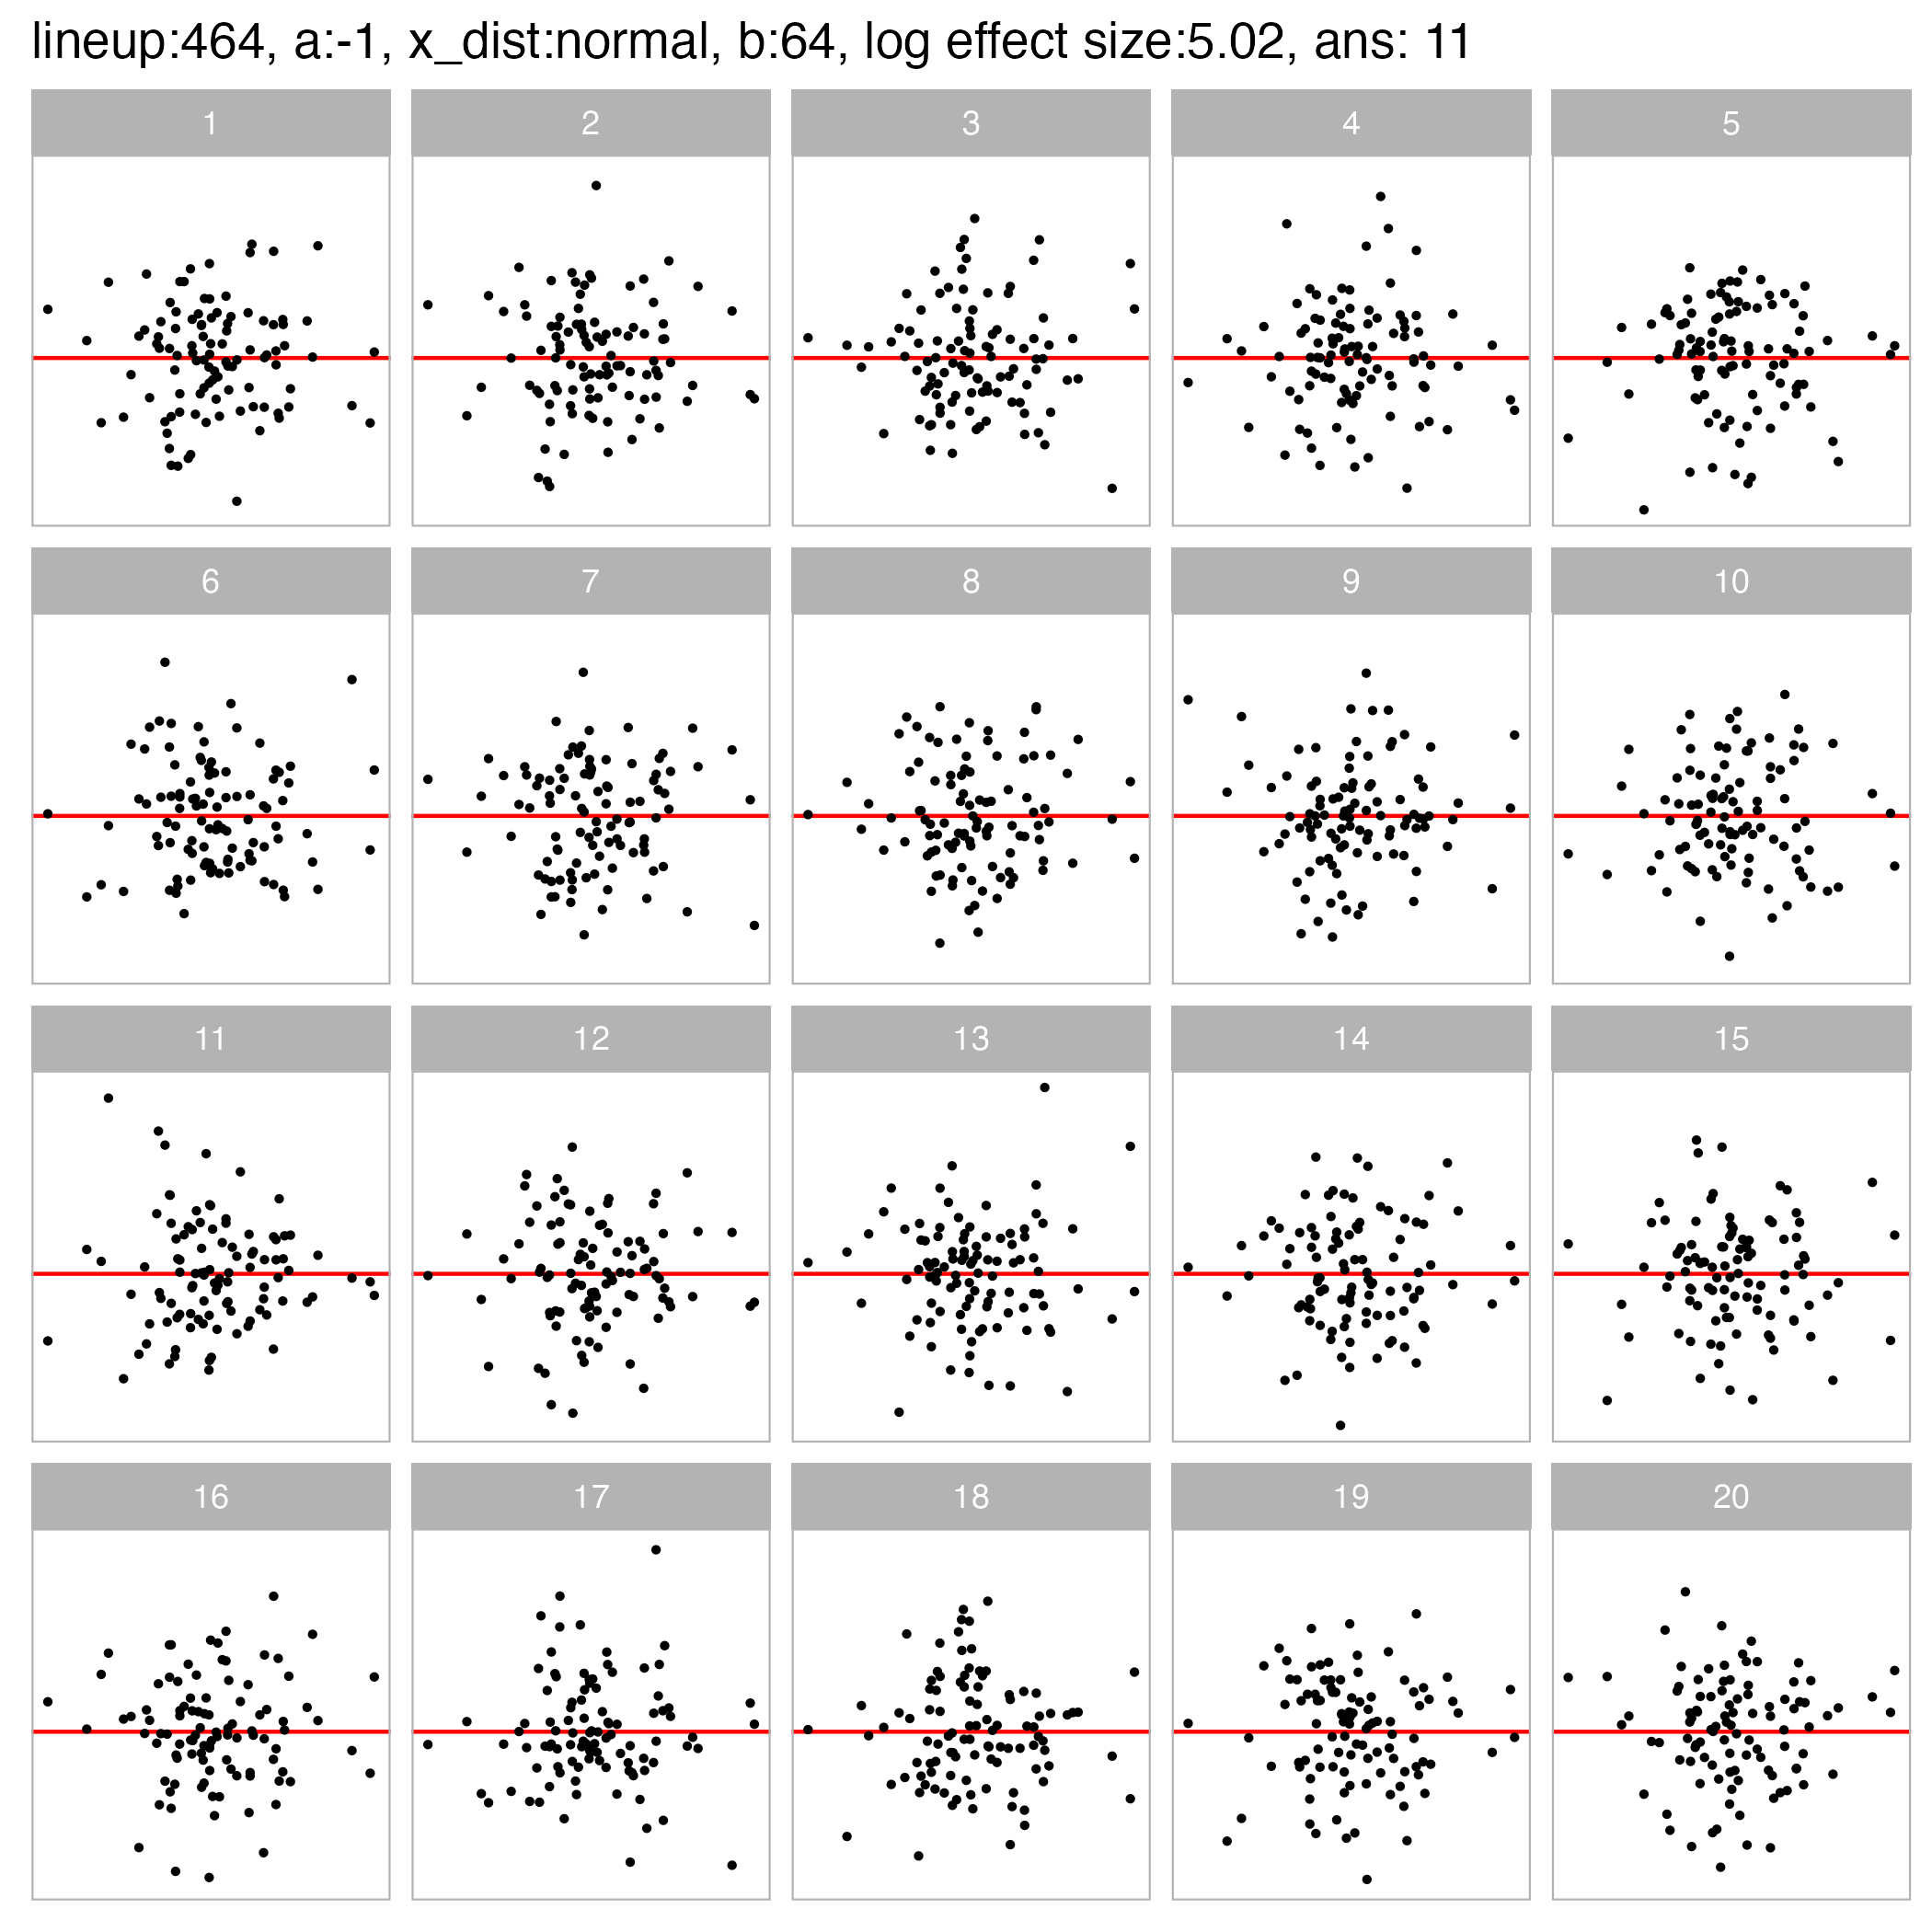 lineup:464, a:-1, x_dist:normal, b:64, log effect size:5.02, ans: 11
1 2 3 4 5
6 7 8 9 10
11 12 13 14 15
16 17 18 19 20